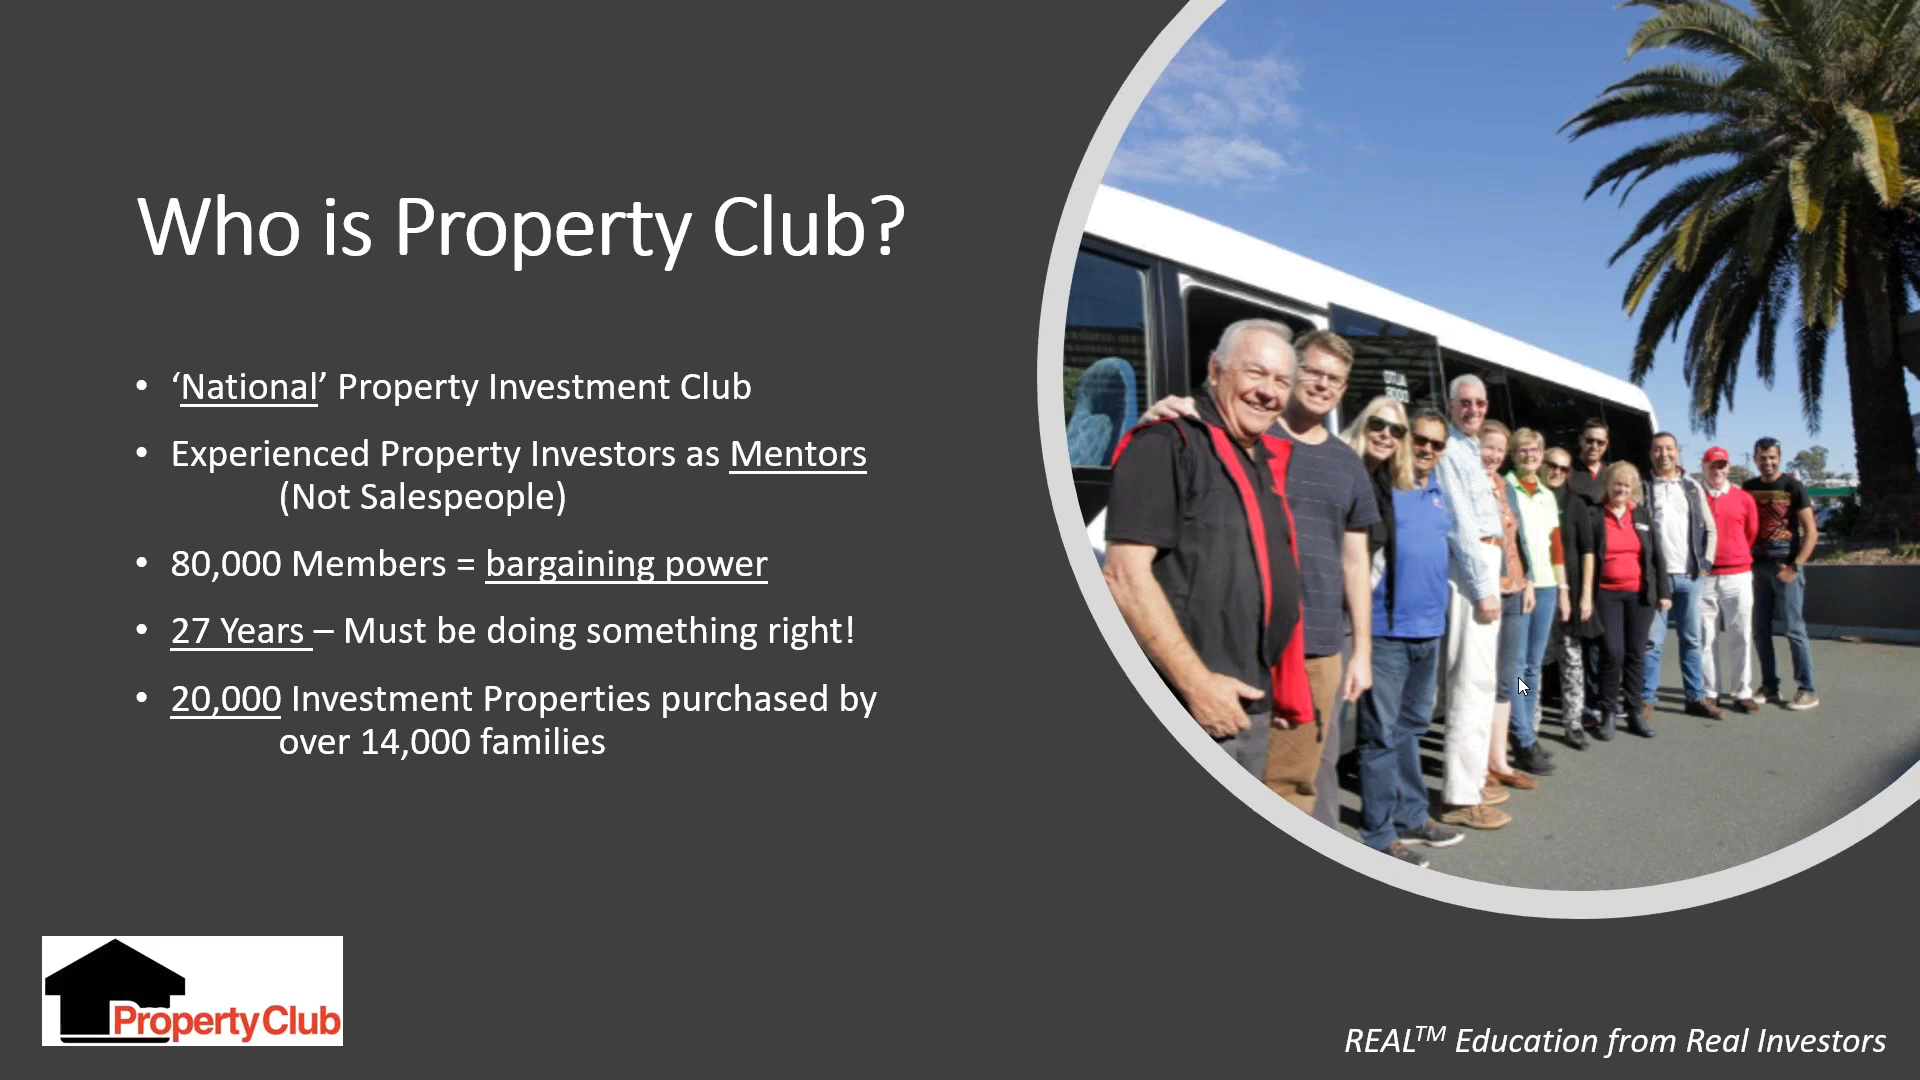 Who is Property Club?
• ‘National’ Property Investment Club
• Experienced Property Investors as Mentors
(Not Salespeople)
• 80,000 Members = bargaining power
• 27 Years – Must be doing something right!
• 20,000 Investment Properties purchased by
over 14,000 families
PropertyClub
REAL™ Education from Real Investors